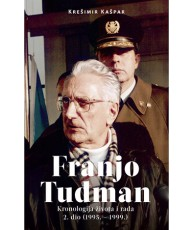 Krešimir Kašpar
Franjo
Tuđman
Kronologija života i rada
2. dio (1995.—1999.)